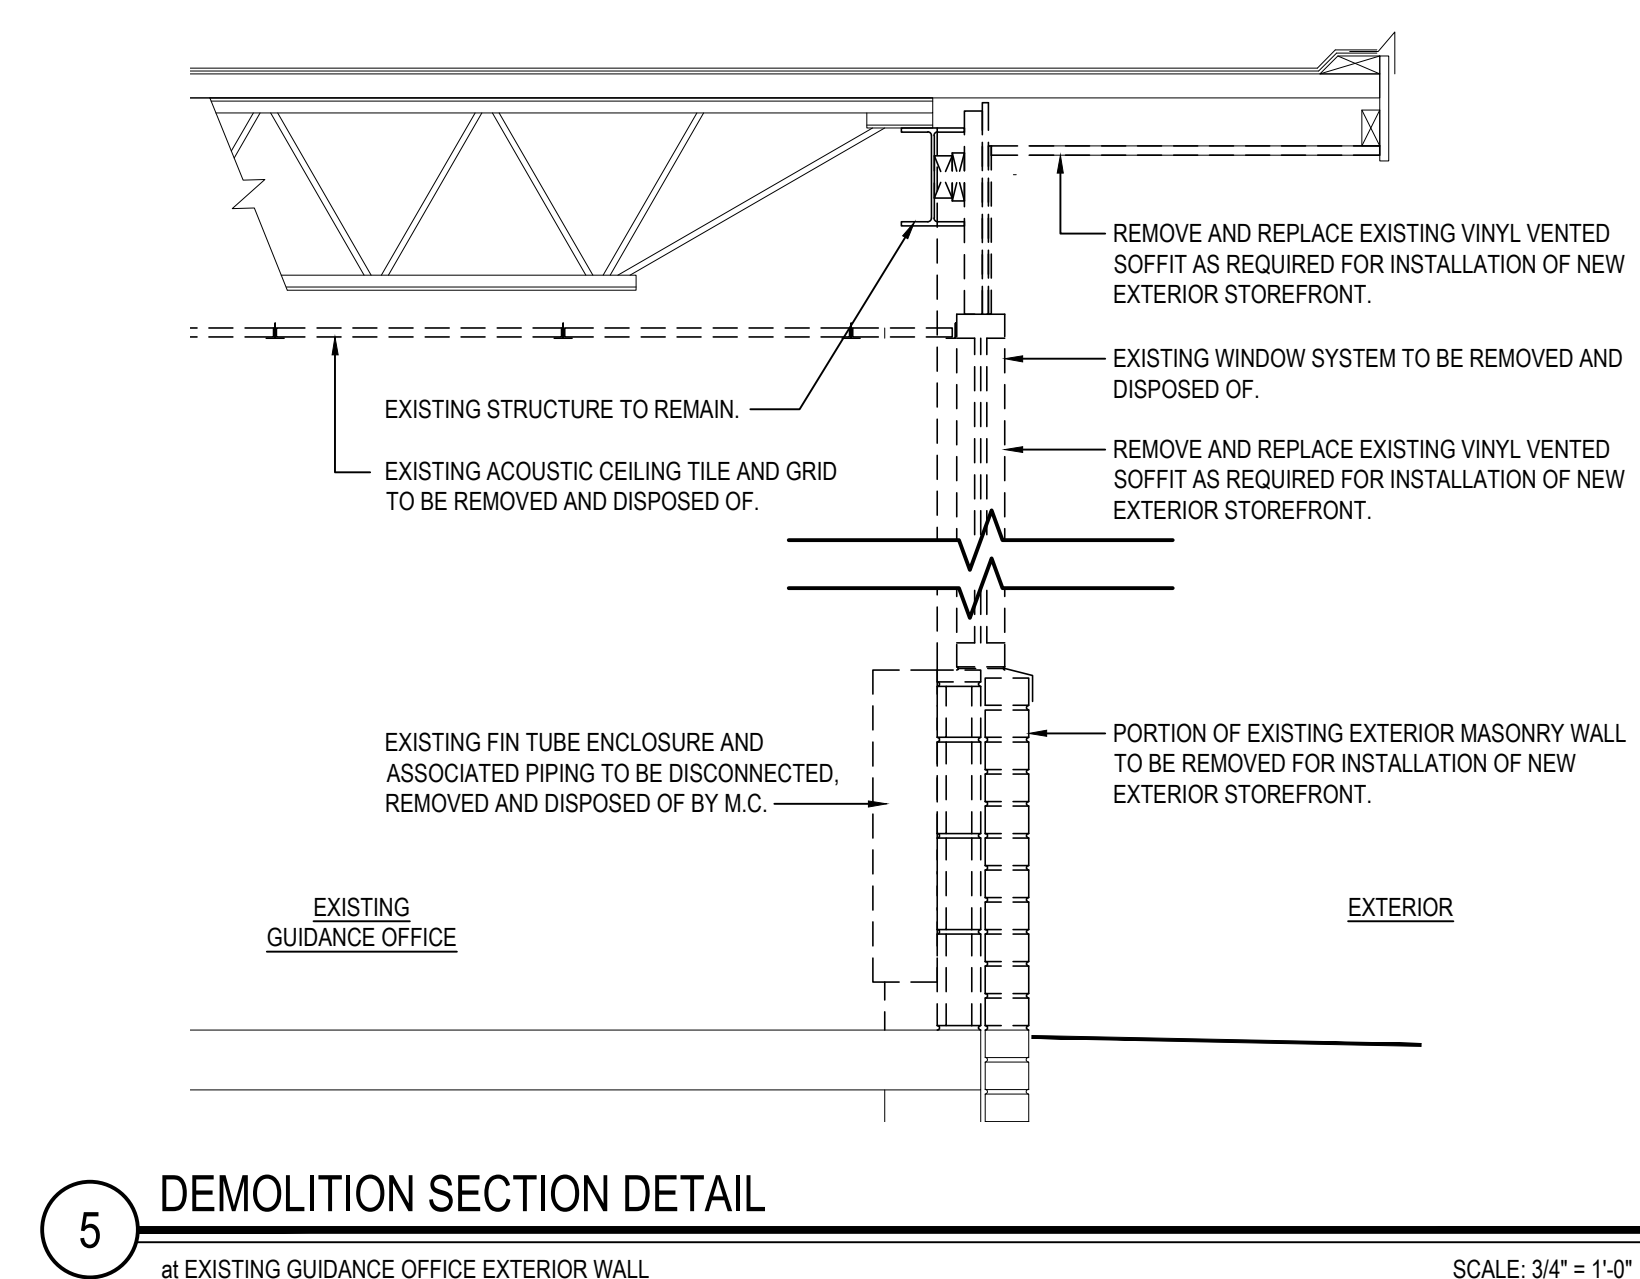 REMOVE AND REPLACE EXISTING VINYL VENTED
SOFFIT AS REQUIRED FOR INSTALLATION OF NEW
EXTERIOR STOREFRONT.
EXISTING WINDOW SYSTEM TO BE REMOVED AND
DISPOSED OF.
EXISTING STRUCTURE TO REMAIN.
REMOVE AND REPLACE EXISTING VINYL VENTED
SOFFIT AS REQUIRED FOR INSTALLATION OF NEW
EXTERIOR STOREFRONT.
EXISTING ACOUSTIC CEILING TILE AND GRID
TO BE REMOVED AND DISPOSED OF.
EXISTING FIN TUBE ENCLOSURE AND
ASSOCIATED PIPING TO BE DISCONNECTED,
REMOVED AND DISPOSED OF BY M.C.
PORTION OF EXISTING EXTERIOR MASONRY WALL
TO BE REMOVED FOR INSTALLATION OF NEW
EXTERIOR STOREFRONT.
EXISTING
GUIDANCE OFFICE
EXTERIOR
5
DEMOLITION SECTION DETAIL
at EXISTING GUIDANCE OFFICE EXTERIOR WALL
SCALE: 3/4" = 1'-0"